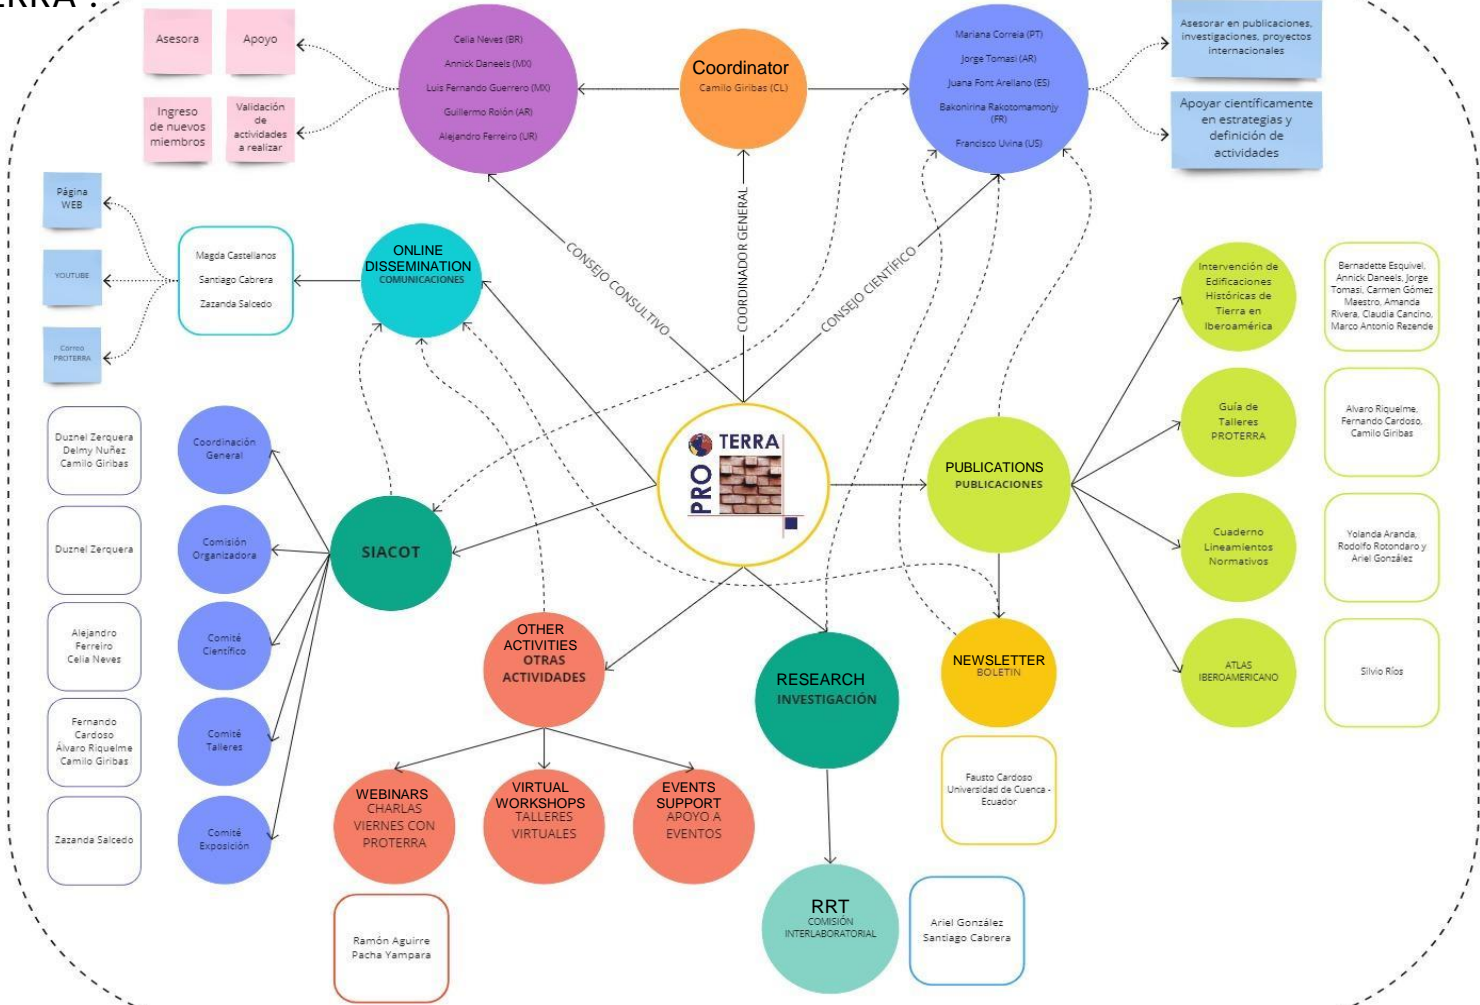 ERRA .
Asesora
Apoyo
Ingreso
de nuevos
miembros
Validación
de
actividades
a realizar
Celia Neves (BR)
Annick Daneels (MX)
Luis Fernando Guerrero (MX)
Guillermo Rolón (AR)
Alejandro Ferreiro (UR)
Coordinator
Camilo Giribas (CL)
Mariana Correia (PT)
Jorge Tomasi (AR)
Juana Font Arellano (ES)
Bakonirina Rakotomamonjy
(FR)
Francisco Uvina (US)
Asesorar en publicaciones,
investigaciones, proyectos
internacionales
Apoyar científicamente
en estrategias y
definición de
actividades
CONSEJO CONSULTIVO
COORDINADOR GENERAL
CONSEJO CIENTÍFICO
Página
WEB
YOUTUBE
Correo
PROTERRA
Magda Castellanos
Santiago Cabrera
Zazanda Salcedo
ONLINE
DISSEMINATION
COMUNICACIONES
PRO TERRA
Duznel Zerquera
Delmy Nuñez
Camilo Giribas
Coordinación
General
Duznel Zerquera
Comisión
Organizadora
Alejandro
Ferreiro
Celia Neves
Comité
Científico
Fernando
Cardoso
Álvaro Riquelme
Camilo Giribas
Comité
Talleres
Zazanda Salcedo
Comité
Exposición
SIACOT
OTHER
ACTIVITIES
OTRAS
ACTIVIDADES
WEBINARS
CHARLAS
VIERNES CON
PROTERRA
VIRTUAL
WORKSHOPS
TALLERES
VIRTUALES
EVENTS
SUPPORT
APOYO A
EVENTOS
Ramón Aguirre
Pacha Yampara
RESEARCH
INVESTIGACIÓN
RRT
COMISIÓN
INTERLABORATORIAL
Ariel González
Santiago Cabrera
PUBLICATIONS
PUBLICACIONES
NEWSLETTER
BOLETIN
Fausto Cardoso
Universidad de Cuenca -
Ecuador
Intervención de
Edificaciones
Históricas de
Tierra en
Iberoamérica
Bernadette Esquivel,
Annick Daneels, Jorge
Tomasi, Carmen Gómez
Maestro, Amanda
Rivera, Claudia Cancino,
Marco Antonio Rezende
Guía de
Talleres
PROTERRA
Alvaro Riquelme,
Fernando Cardoso,
Camilo Giribas
Cuaderno
Lineamientos
Normativos
Yolanda Aranda,
Rodolfo Rotondaro y
Ariel González
ATLAS
IBEROAMERICANO
Silvio Ríos